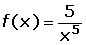 f(x) = 5/x^5